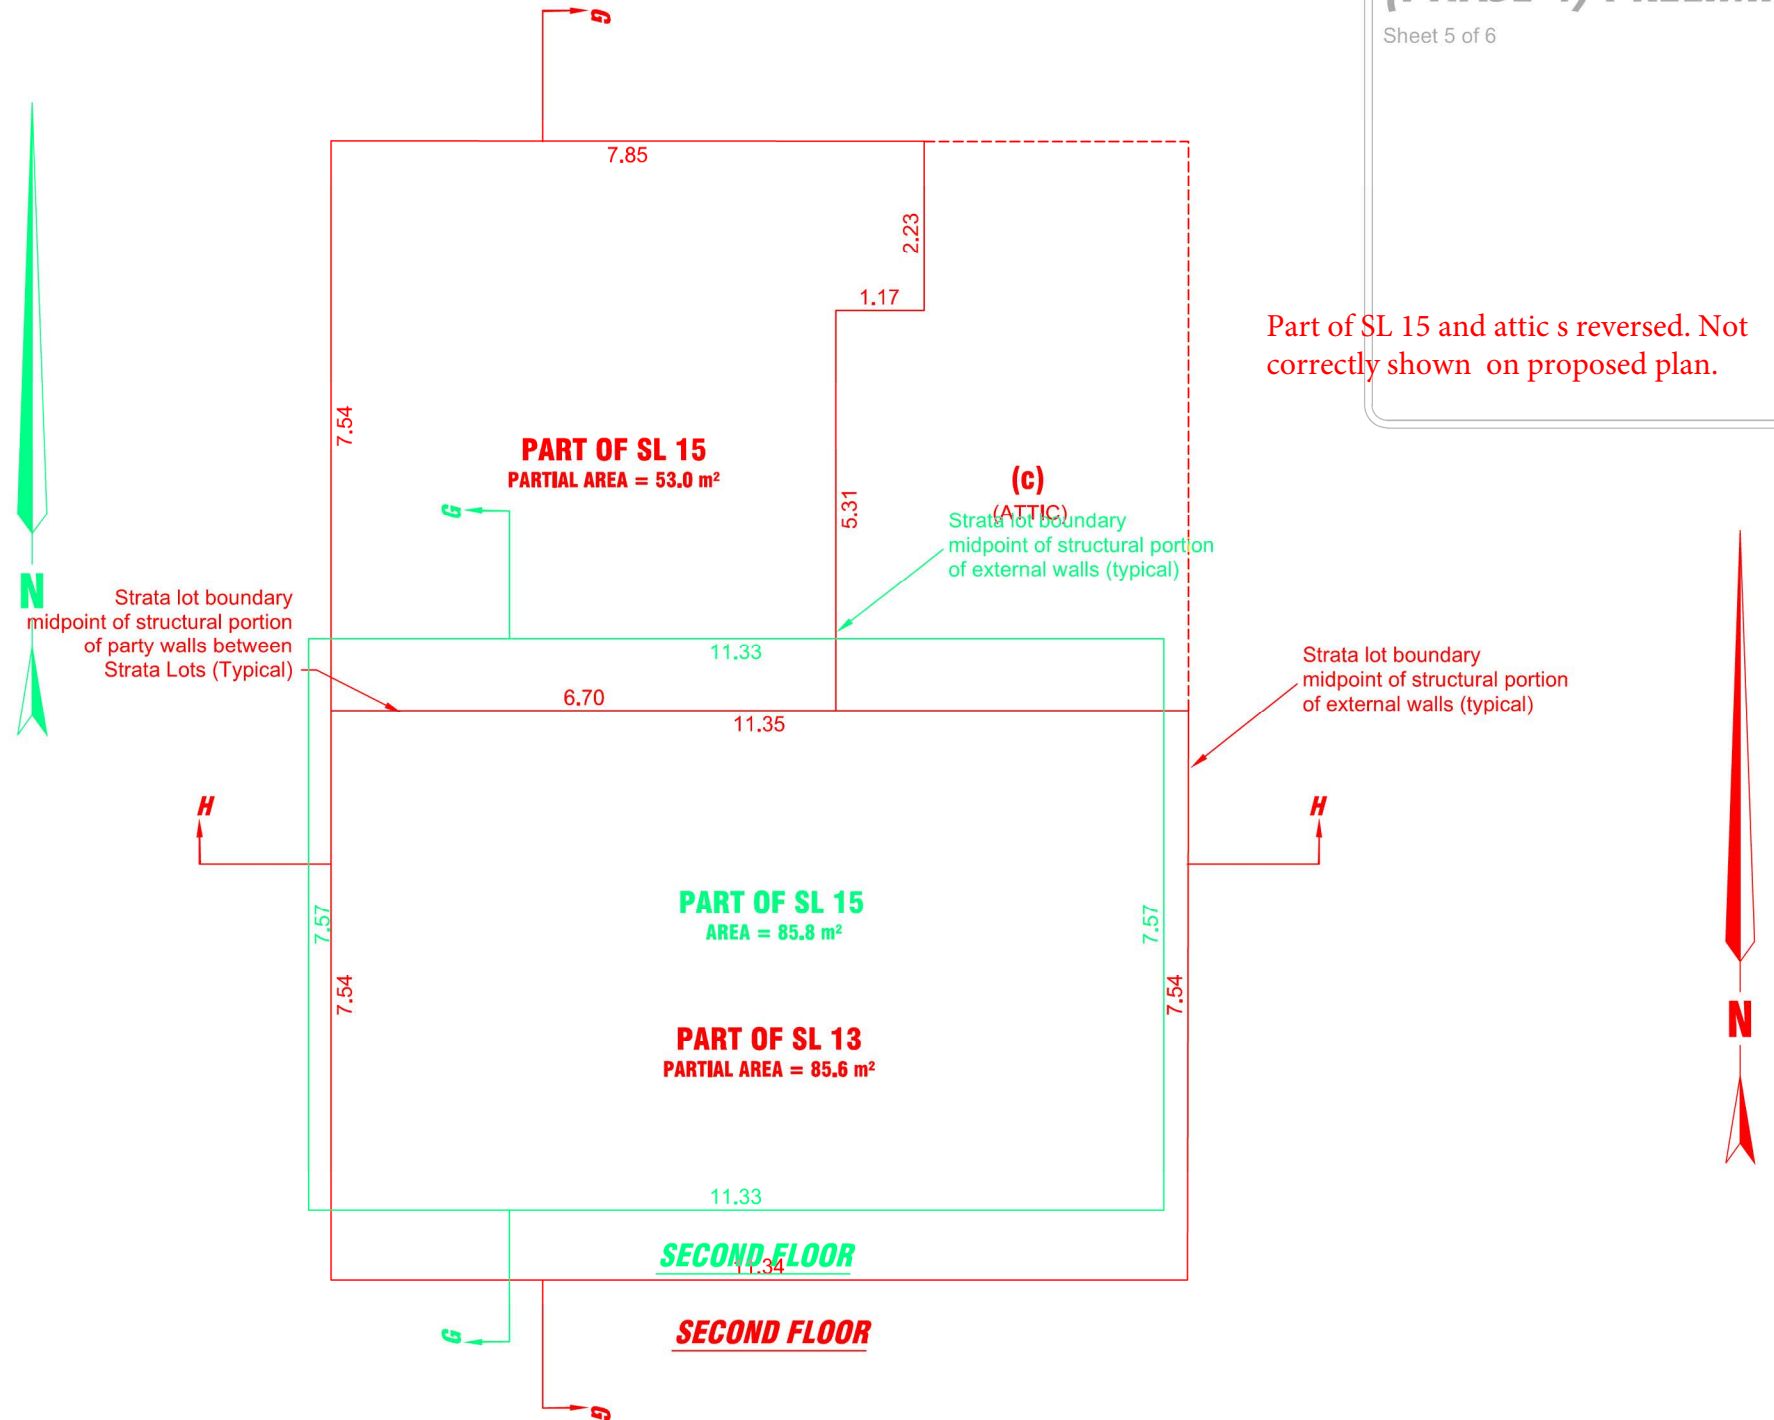 Sheet 5 of 6
G
7.85
2.23
1.17
Part of SL 15 and attic s reversed. Not
correctly shown  on proposed plan.
7.54
PART OF SL 15
PARTIAL AREA = 53.0 m²
(c)
(ATTIC)
5.31
G
Strata lot boundary
midpoint of structural portion
of external walls (typical)
N
Strata lot boundary
midpoint of structural portion
of party walls between
Strata Lots (Typical)
11.33
6.70
11.35
Strata lot boundary
midpoint of structural portion
of external walls (typical)
H
H
PART OF SL 15
AREA = 85.8 m²
7.57
7.57
7.54
7.54
N
PART OF SL 13
PARTIAL AREA = 85.6 m²
11.33
SECOND FLOOR
11.34
SECOND FLOOR
G
G